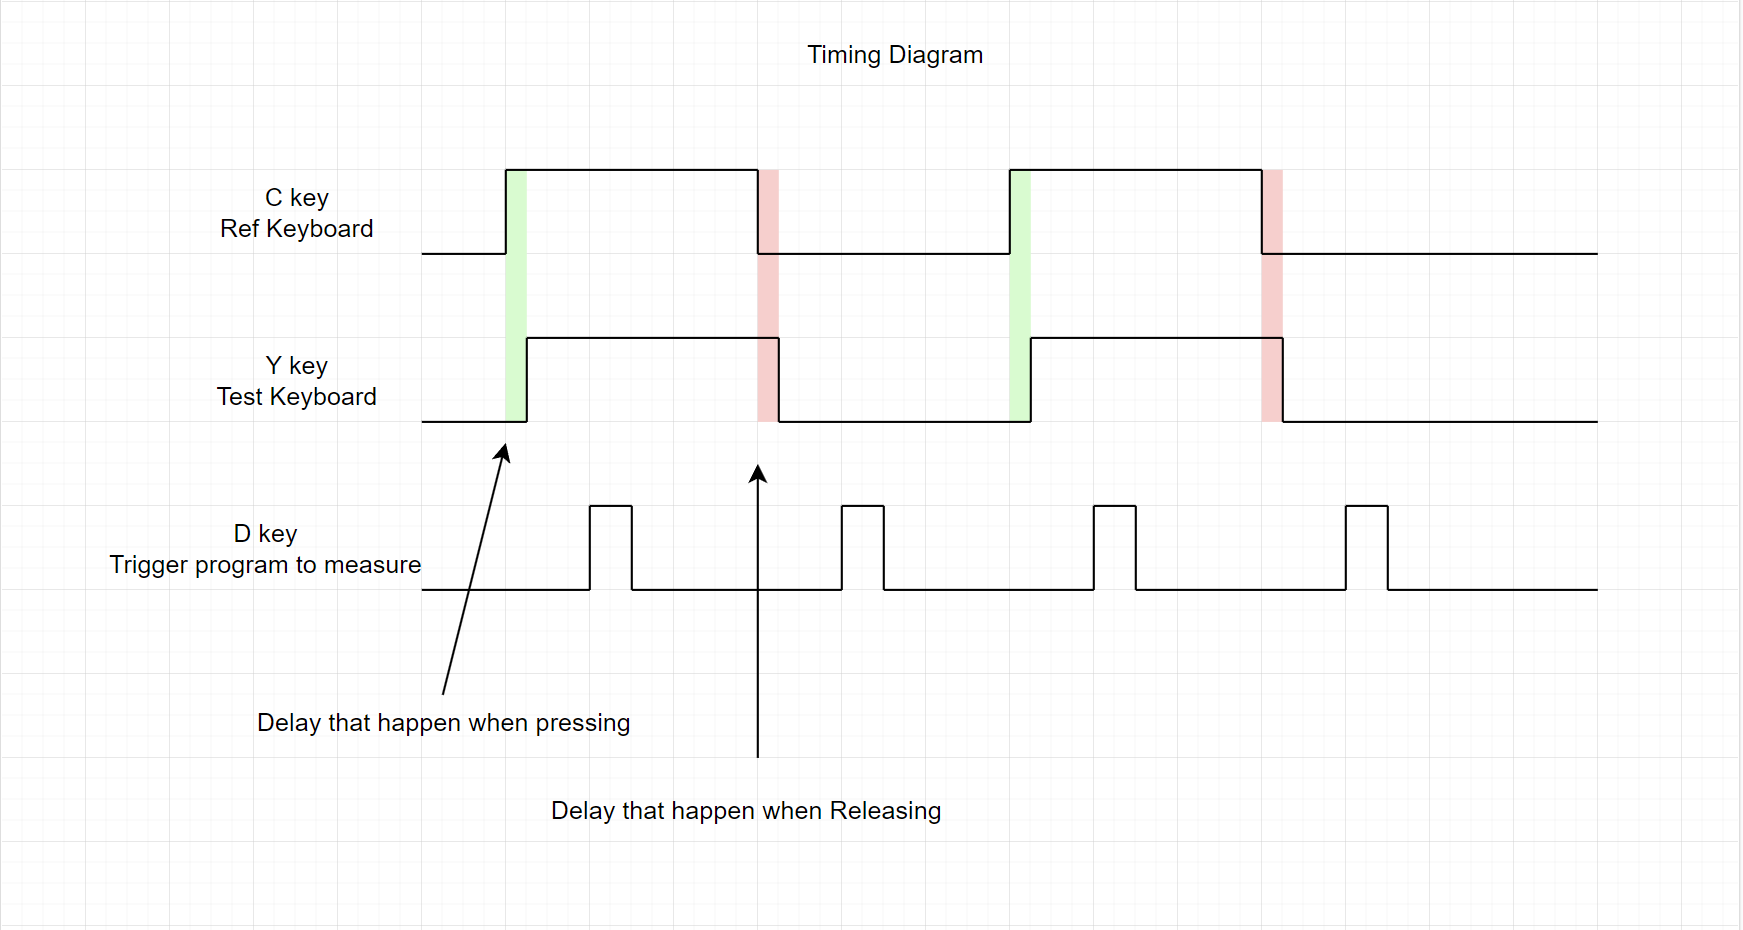 Timing Diagram
C key
Ref Keyboard
Y key
Test Keyboard
D key
Trigger program to measure
Delay that happen when pressing
Delay that happen when Releasing